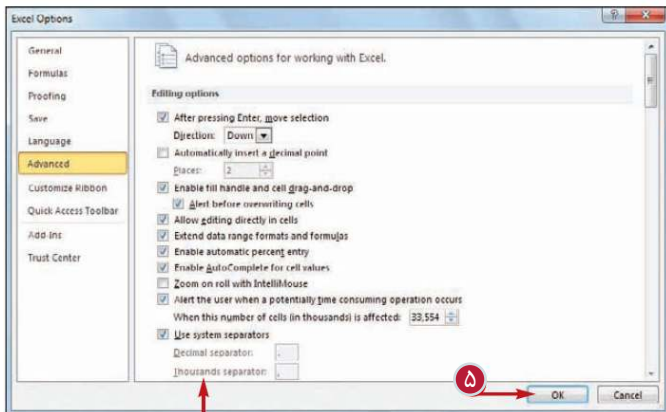 Excel Options
General
Formulas
Proofing
Save
Language
Advanced
Customize Ribbon
Quick Access Toolbar
Add-Ins
Trust Center
Advanced options for working with Excel.
Editing options
After pressing Enter, move selection
Direction: Down
Automatically insert a decimal point
Places: 2
Enable fill handle and cell drag-and-drop
Alert before overwriting cells
Allow editing directly in cells
Extend data range formats and formulas
Enable automatic percent entry
Enable AutoComplete for cell values
Zoom on roll with IntelliMouse
Alert the user when a potentially time consuming operation occurs
When this number of cells (in thousands) is affected: 33,554
Use system separators
Decimal separator: .
Thousands separator: ,
۵
OK
Cancel